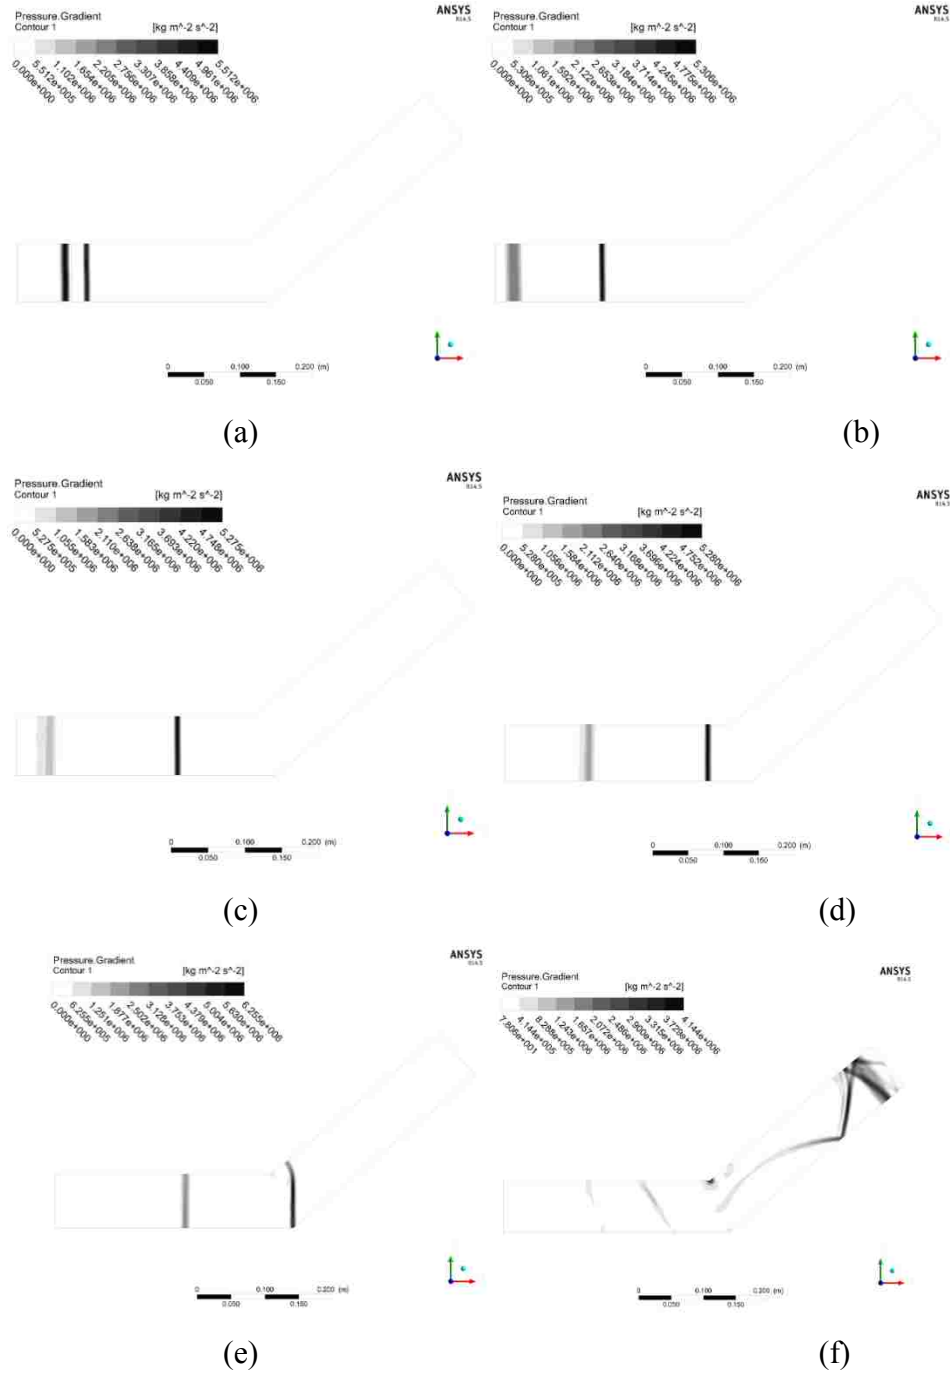 Pressure.Gradient
Contour 1 [kg m^-2 s^-2]
ANSYS
R14.5
0.000e+000
5.512e+005
1.102e+006
1.654e+006
2.205e+006
2.756e+006
3.307e+006
3.858e+006
4.409e+006
4.961e+006
5.512e+006
0 0.100 0.200 (m)
0.050 0.150
(a)
Pressure.Gradient
Contour 1 [kg m^-2 s^-2]
ANSYS
R14.5
0.000e+000
5.306e+005
1.061e+006
1.592e+006
2.122e+006
2.653e+006
3.184e+006
3.714e+006
4.245e+006
4.775e+006
5.306e+006
0 0.100 0.200 (m)
0.050 0.150
(b)
Pressure.Gradient
Contour 1 [kg m^-2 s^-2]
ANSYS
R14.5
0.000e+000
5.275e+005
1.055e+006
1.583e+006
2.110e+006
2.638e+006
3.165e+006
3.693e+006
4.220e+006
4.748e+006
5.275e+006
0 0.100 0.200 (m)
0.050 0.150
(c)
Pressure.Gradient
Contour 1 [kg m^-2 s^-2]
ANSYS
R14.5
0.000e+000
5.280e+005
1.056e+006
1.584e+006
2.112e+006
2.640e+006
3.168e+006
3.696e+006
4.224e+006
4.752e+006
5.280e+006
0 0.100 0.200 (m)
0.050 0.150
(d)
Pressure.Gradient
Contour 1 [kg m^-2 s^-2]
ANSYS
R14.5
0.000e+000
6.255e+005
1.251e+006
1.877e+006
2.502e+006
3.128e+006
3.753e+006
4.379e+006
5.004e+006
5.630e+006
6.255e+006
0 0.100 0.200 (m)
0.050 0.150
(e)
Pressure.Gradient
Contour 1 [kg m^-2 s^-2]
ANSYS
R14.5
4.144e+005
8.288e+005
1.243e+006
1.657e+006
2.072e+006
2.486e+006
2.900e+006
3.315e+006
3.729e+006
4.144e+006
0 0.100 0.200 (m)
0.050 0.150
(f)